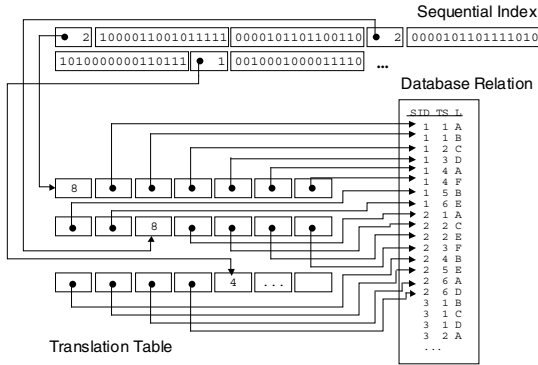 Sequential Index
2 1000011001011111 0000101101100110 2 0000101101111010
1010000000110111 1 0010001000011110 ...
Database Relation
SID TS L
1 1 A
1 1 B
1 2 C
1 3 D
1 4 A
1 4 F
1 5 B
1 6 E
2 1 A
2 2 C
2 2 E
2 3 F
2 4 B
2 5 E
2 6 A
2 6 D
3 1 B
3 1 C
3 1 D
3 2 A
...
8
8
4 ...
Translation Table